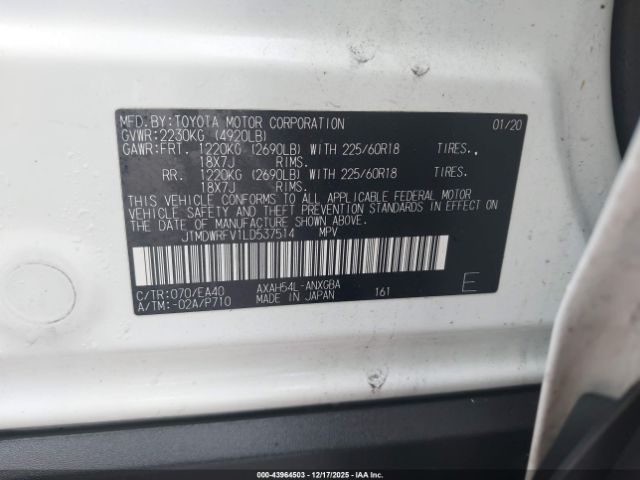 MFD.BY:TOYOTA MOTOR CORPORATION 01/20
GVWR:2230KG (4920LB)
GAWR:FRT. 1220KG (2690LB) WITH 225/60R18 TIRES.
18X7J RIMS.
RR. 1220KG (2690LB) WITH 225/60R18 TIRES.
18X7J RIMS.
THIS VEHICLE CONFORMS TO ALL APPLICABLE FEDERAL MOTOR
VEHICLE SAFETY AND THEFT PREVENTION STANDARDS IN EFFECT ON
THE DATE OF MANUFACTURE SHOWN ABOVE.
JTMDWRFV1LD537514 MPV
C/TR:070/EA40 AXAH54L-ANXGBA 161 E
A/TM:-02A/P710 MADE IN JAPAN
000-43964503 - 12/17/2025 - IAAI.COM